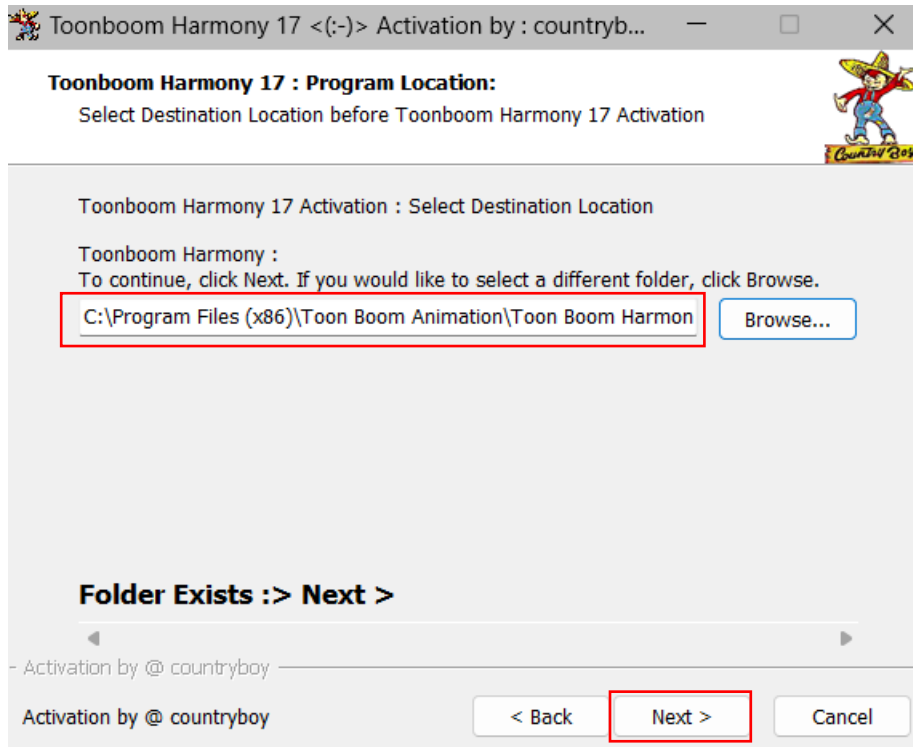 Toonboom Harmony 17 <(:-)> Activation by : countryb...
Toonboom Harmony 17 : Program Location:
Select Destination Location before Toonboom Harmony 17 Activation
Country Boy
Toonboom Harmony 17 Activation : Select Destination Location
Toonboom Harmony :
To continue, click Next. If you would like to select a different folder, click Browse.
C:\Program Files (x86)\Toon Boom Animation\Toon Boom Harmon
Browse...
Folder Exists :> Next >
Activation by @ countryboy
Activation by @ countryboy
< Back
Next >
Cancel